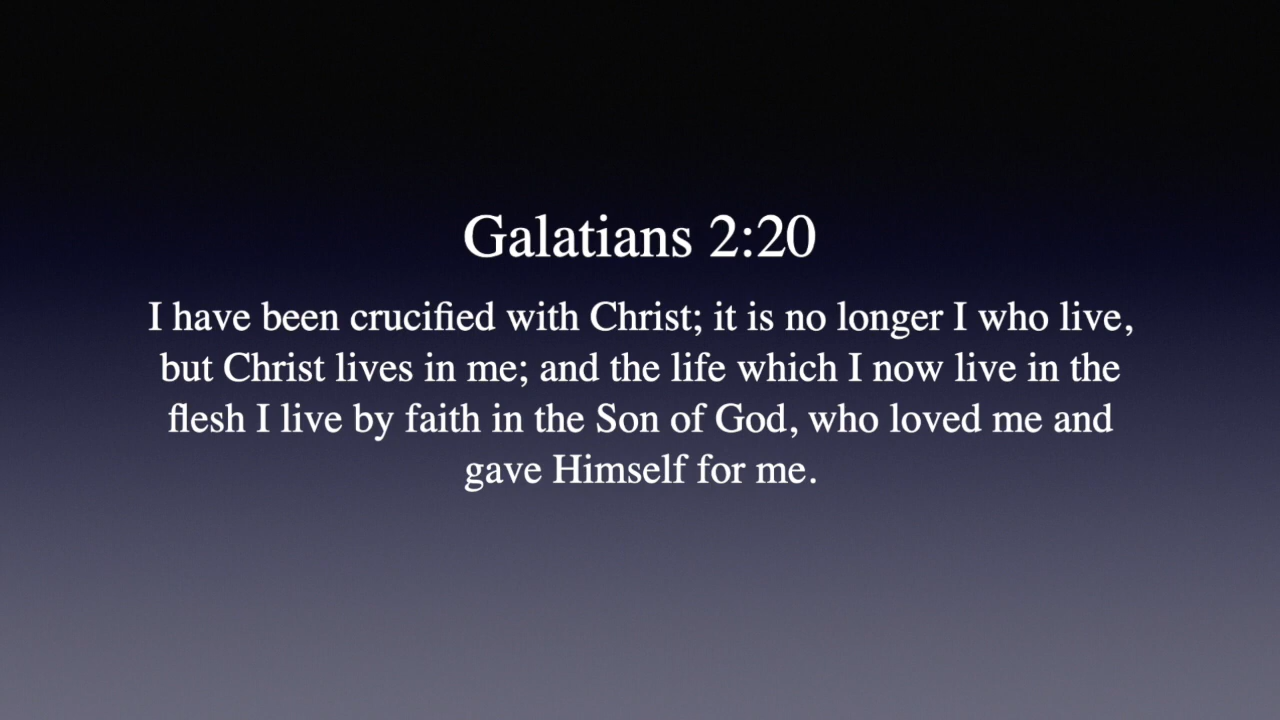 Galatians 2:20
I have been crucified with Christ; it is no longer I who live,
but Christ lives in me; and the life which I now live in the
flesh I live by faith in the Son of God, who loved me and
gave Himself for me.